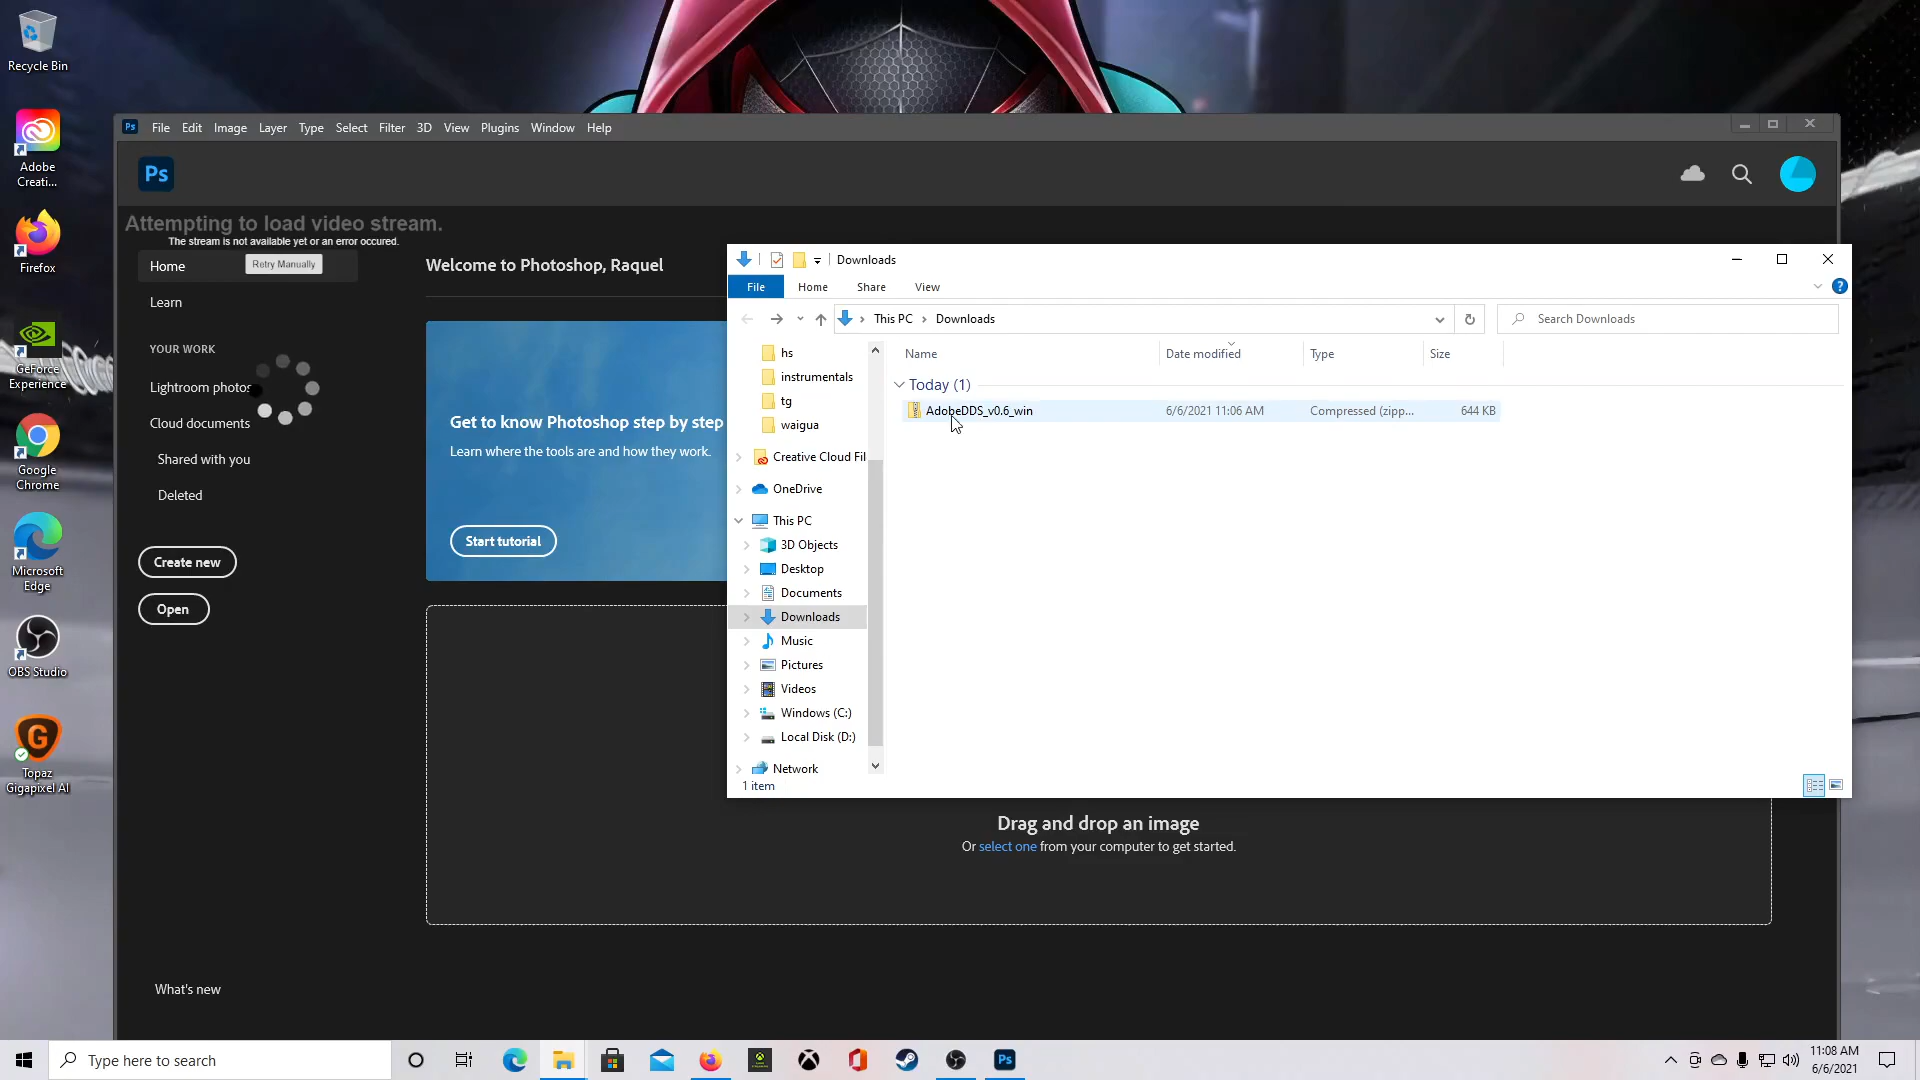 Recycle Bin
Adobe
Creati...
Firefox
GeForce
Experience
Google
Chrome
Microsoft
Edge
OBS Studio
Topaz
Gigapixel AI
Ps
File Edit Image Layer Type Select Filter 3D View Plugins Window Help
Ps
Attempting to load video stream.
The stream is not available yet or an error occured.
Retry Manually
Home
Learn
YOUR WORK
Lightroom photos
Cloud documents
Shared with you
Deleted
Create new
Open
What's new
Welcome to Photoshop, Raquel
Get to know Photoshop step by step
Learn where the tools are and how they work.
Start tutorial
Drag and drop an image
Or select one from your computer to get started.
Downloads
File Home Share View
This PC › Downloads
Search Downloads
hs
instrumentals
tg
waigua
Creative Cloud Fil
OneDrive
This PC
3D Objects
Desktop
Documents
Downloads
Music
Pictures
Videos
Windows (C:)
Local Disk (D:)
Network
Name Date modified Type Size
Today (1)
AdobeDDS_v0.6_win 6/6/2021 11:06 AM Compressed (zipp... 644 KB
1 item
Type here to search
Ps
11:08 AM
6/6/2021